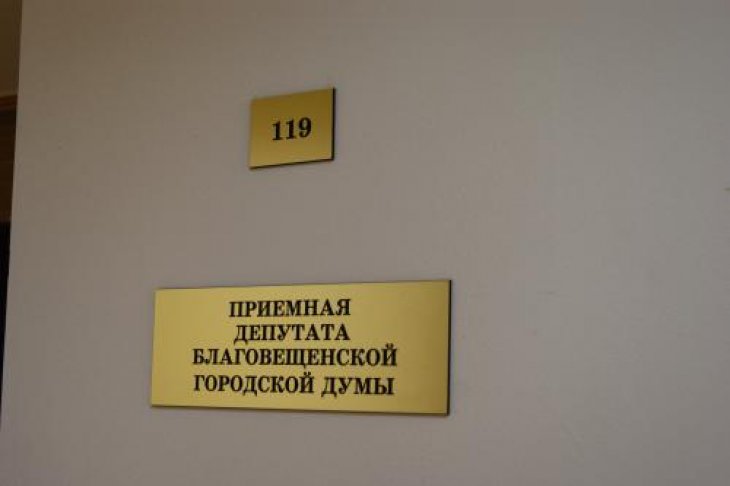 119
ПРИЕМНАЯ
ДЕПУТАТА
БЛАГОВЕЩЕНСКОЙ
ГОРОДСКОЙ ДУМЫ